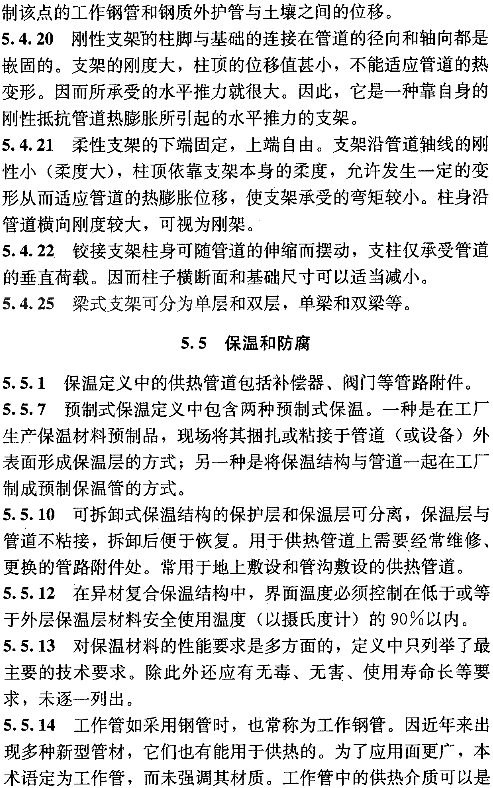 制该点的工作钢管和钢质外护管与土壤之间的位移。
5.4.20 刚性支架的柱脚与基础的连接在管道的径向和轴向都是
嵌固的。支架的刚度大，柱顶的位移值甚小，不能适应管道的热
变形。因而所承受的水平推力就很大。因此，它是一种靠自身的
刚性抵抗管道热膨胀所引起的水平推力的支架。
5.4.21 柔性支架的下端固定，上端自由。支架沿管道轴线的刚
性小（柔度大），柱顶依靠支架本身的柔度，允许发生一定的变
形从而适应管道的热膨胀位移，使支架承受的弯矩较小。柱身沿
管道横向刚度较大，可视为刚架。
5.4.22 铰接支架柱身可随管道的伸缩而摆动，支柱仅承受管道
的垂直荷载。因而柱子横断面和基础尺寸可以适当减小。
5.4.25 梁式支架可分为单层和双层，单梁和双梁等。
5.5 保温和防腐
5.5.1 保温定义中的供热管道包括补偿器、阀门等管路附件。
5.5.7 预制式保温定义中包含两种预制式保温。一种是在工厂
生产保温材料预制品，现场将其捆扎或粘接于管道（或设备）外
表面形成保温层的方式；另一种是将保温结构与管道一起在工厂
制成预制保温管的方式。
5.5.10 可拆卸式保温结构的保护层和保温层可分离，保温层与
管道不粘接，拆卸后便于恢复。用于供热管道上需要经常维修、
更换的管路附件处。常用于地上敷设和管沟敷设的供热管道。
5.5.12 在异材复合保温结构中，界面温度必须控制在低于或等
于外层保温层材料安全使用温度（以摄氏度计）的90%以内。
5.5.13 对保温材料的性能要求是多方面的，定义中只列举了最
主要的技术要求。除此外还应有无毒、无害、使用寿命长等要
求，未逐一列出。
5.5.14 工作管如采用钢管时，也常称为工作钢管。因近年来出
现多种新型管材，它们也有能用于供热的。为了应用面更广，本
术语定为工作管，而未强调其材质。工作管中的供热介质可以是